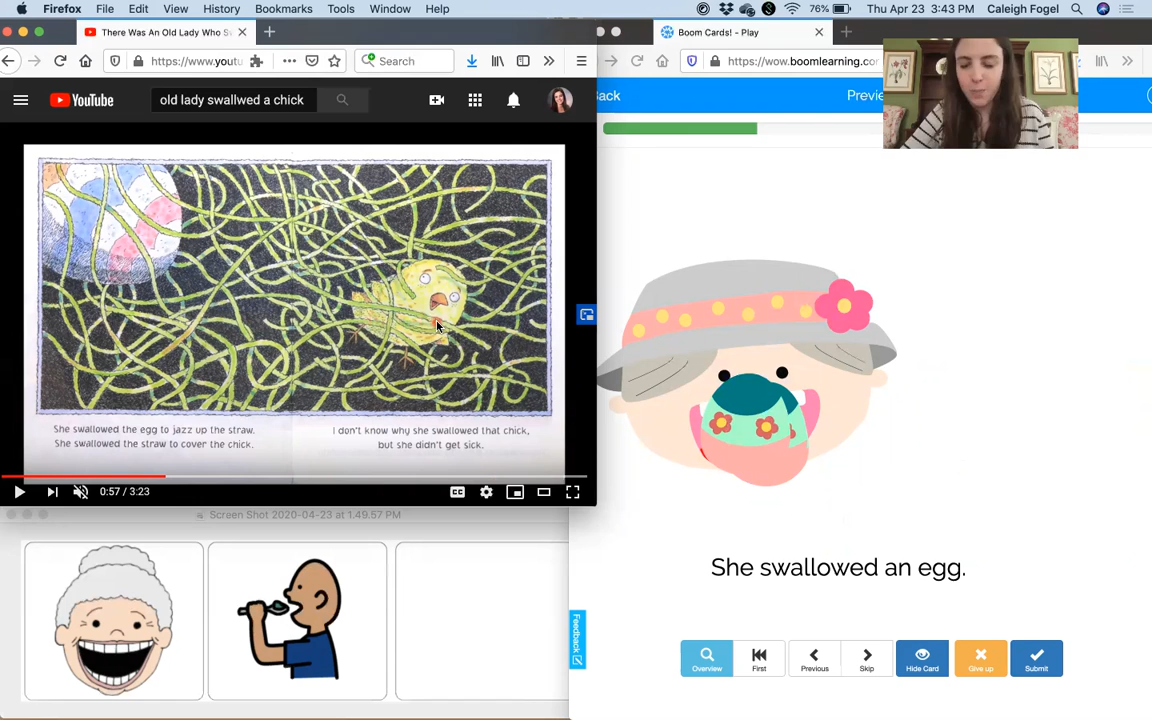 Firefox File Edit View History Bookmarks Tools Window Help
76% Thu Apr 23 3:43 PM Caleigh Fogel
There Was An Old Lady Who
Boom Cards! - Play
https://www.youtu
Search
https://wow.boomlearning.cor
YouTube
old lady swallwed a chick
Back
Previe
She swallowed the egg to jazz up the straw.
She swallowed the straw to cover the chick.
I don't know why she swallowed that chick,
but she didn't get sick.
0:57 / 3:23
CC
Screen Shot 2020-04-23 at 1.49.57 PM
She swallowed an egg.
Feedback
Overview
First
Previous
Skip
Hide Card
Give up
Submit